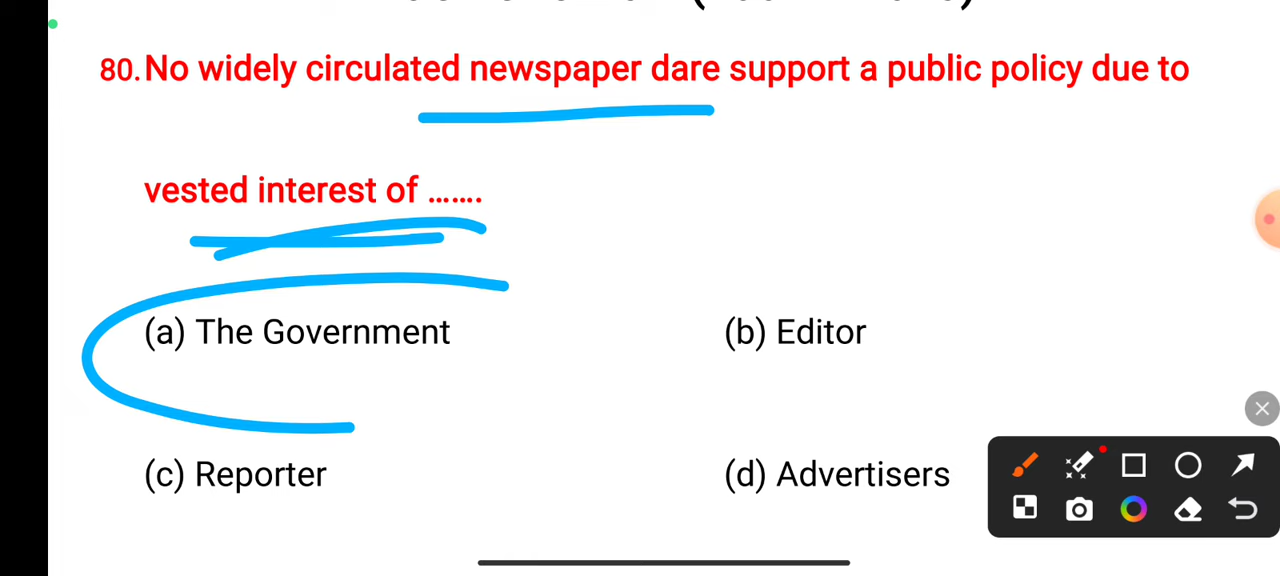 80. No widely circulated newspaper dare support a public policy due to
vested interest of .......
(a) The Government
(b) Editor
(c) Reporter
(d) Advertisers